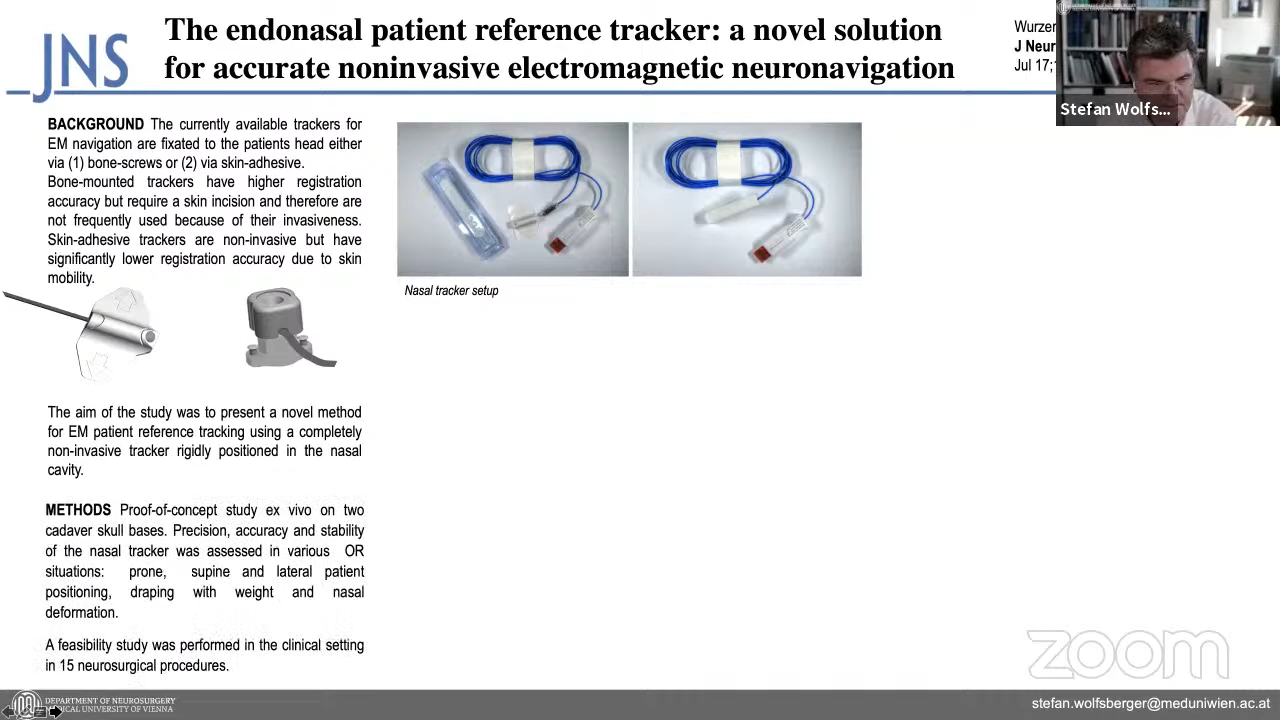 The endonasal patient reference tracker: a novel solution
for accurate noninvasive electromagnetic neuronavigation
JNS
Wurzer
J Neur
Jul 17;
Stefan Wolfs...
BACKGROUND The currently available trackers for
EM navigation are fixated to the patients head either
via (1) bone-screws or (2) via skin-adhesive.
Bone-mounted trackers have higher registration
accuracy but require a skin incision and therefore are
not frequently used because of their invasiveness.
Skin-adhesive trackers are non-invasive but have
significantly lower registration accuracy due to skin
mobility.
Nasal tracker setup
The aim of the study was to present a novel method
for EM patient reference tracking using a completely
non-invasive tracker rigidly positioned in the nasal
cavity.
METHODS Proof-of-concept study ex vivo on two
cadaver skull bases. Precision, accuracy and stability
of the nasal tracker was assessed in various OR
situations: prone, supine and lateral patient
positioning, draping with weight and nasal
deformation.
A feasibility study was performed in the clinical setting
in 15 neurosurgical procedures.
zoom
DEPARTMENT OF NEUROSURGERY
MEDICAL UNIVERSITY OF VIENNA
stefan.wolfsberger@meduniwien.ac.at